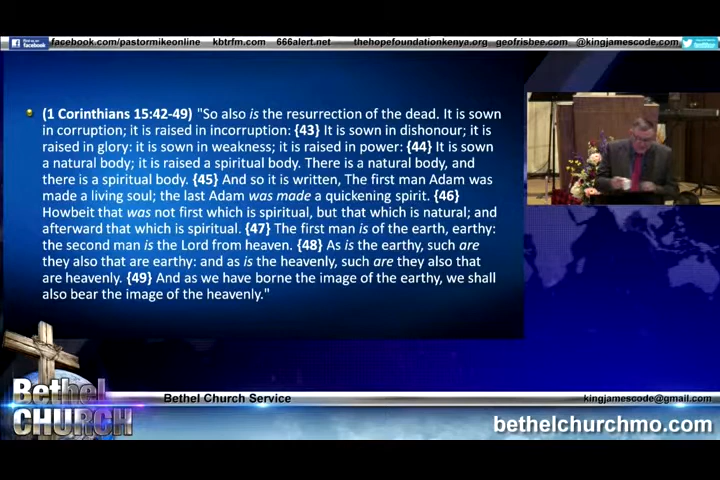 Find us on facebook facebook.com/pastormikeonline kbtrfm.com 666alert.net thehopefoundationkenya.org geofrisbee.com @kingjamescode.com twitter
(1 Corinthians 15:42-49) "So also is the resurrection of the dead. It is sown
in corruption; it is raised in incorruption: {43} It is sown in dishonour; it is
raised in glory: it is sown in weakness; it is raised in power: {44} It is sown
a natural body; it is raised a spiritual body. There is a natural body, and
there is a spiritual body. {45} And so it is written, The first man Adam was
made a living soul; the last Adam was made a quickening spirit. {46}
Howbeit that was not first which is spiritual, but that which is natural; and
afterward that which is spiritual. {47} The first man is of the earth, earthy:
the second man is the Lord from heaven. {48} As is the earthy, such are
they also that are earthy: and as is the heavenly, such are they also that
are heavenly. {49} And as we have borne the image of the earthy, we shall
also bear the image of the heavenly."
Bethel
CHURCH
Bethel Church Service
kingjamescode@gmail.com
bethelchurchmo.com